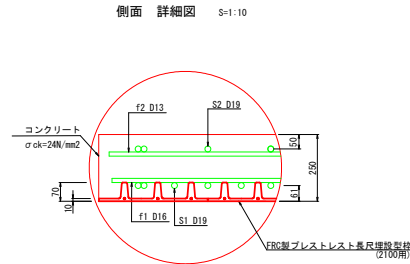 側面 詳細図 S=1:10
f2 D13
S2 D19
コンクリート
σck=24N/mm2
50
250
61
70
10
f1 D16
S1 D19
FRC製プレストレスト長尺埋設型枠
(2100用)